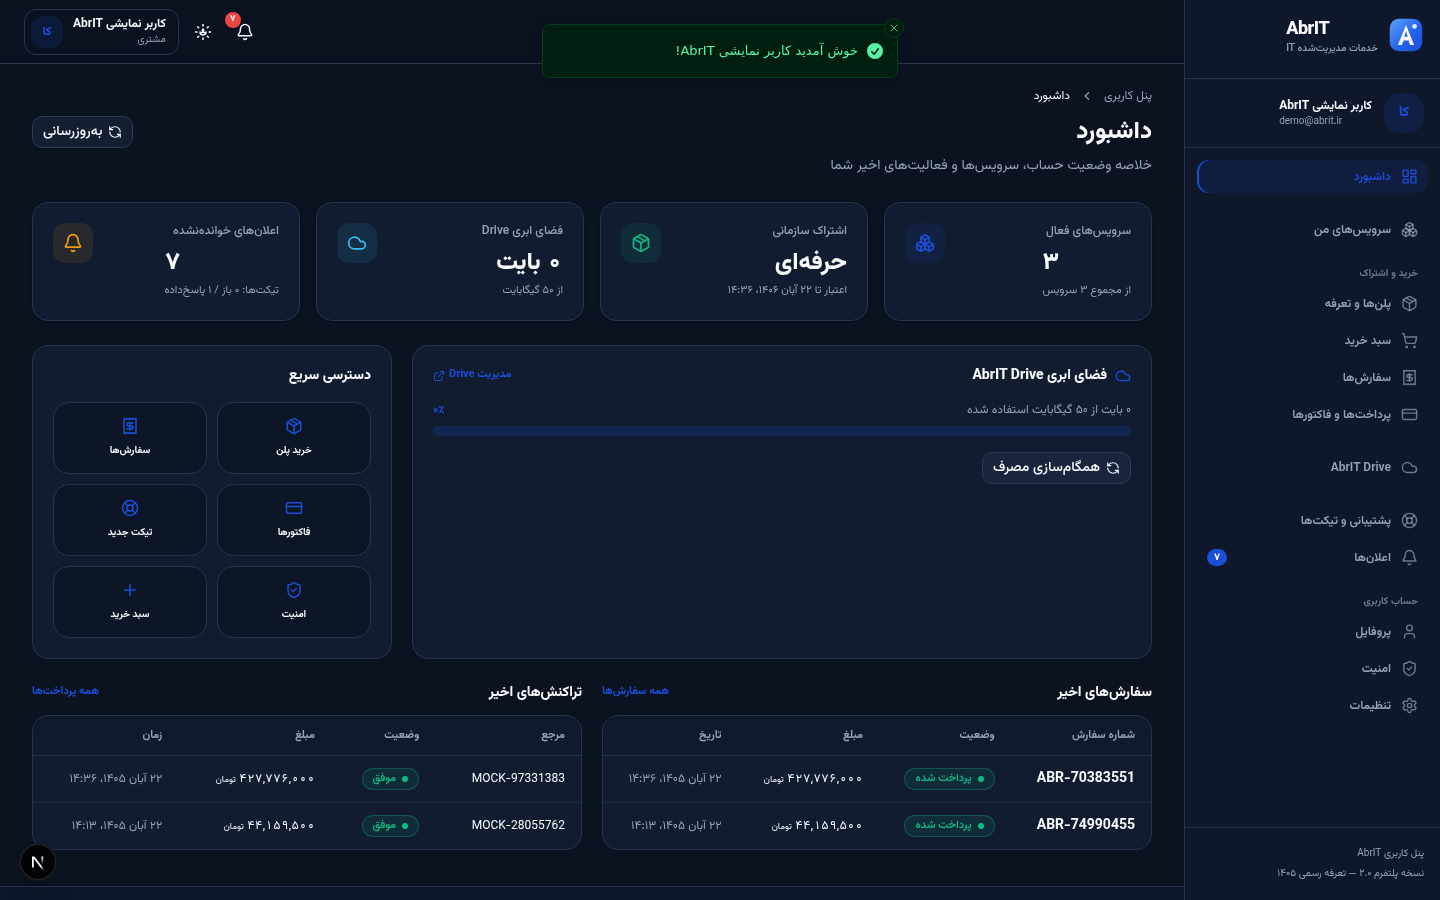 AbrIT
خدمات مدیریت‌شده IT
کا
کاربر نمایشی AbrIT
demo@abrit.ir
داشبورد
سرویس‌های من
خرید و اشتراک
پلن‌ها و تعرفه
سبد خرید
سفارش‌ها
پرداخت‌ها و فاکتورها
AbrIT Drive
پشتیبانی و تیکت‌ها
اعلان‌ها
۷
حساب کاربری
پروفایل
امنیت
تنظیمات
پنل کاربری AbrIT
نسخه پلتفرم ۲.۰ — تعرفه رسمی ۱۴۰۵
خوش آمدید کاربر نمایشی AbrIT!
۷
کاربر نمایشی AbrIT
مشتری
کا
پنل کاربری
داشبورد
داشبورد
خلاصه وضعیت حساب، سرویس‌ها و فعالیت‌های اخیر شما
به‌روزرسانی
سرویس‌های فعال
۳
از مجموع ۳ سرویس
اشتراک سازمانی
حرفه‌ای
اعتبار تا ۲۲ آبان ۱۴۰۶، ۱۴:۳۶
فضای ابری Drive
۰ بایت
از ۵۰ گیگابایت
اعلان‌های خوانده‌نشده
۷
تیکت‌ها: ۰ باز / ۱ پاسخ‌داده
فضای ابری AbrIT Drive
مدیریت Drive
۰ بایت از ۵۰ گیگابایت استفاده شده
۰٪
همگام‌سازی مصرف
دسترسی سریع
خرید پلن
سفارش‌ها
فاکتورها
تیکت جدید
امنیت
سبد خرید
سفارش‌های اخیر
همه سفارش‌ها
شماره سفارش وضعیت مبلغ تاریخ
ABR-70383551 پرداخت شده ۴۲۷,۷۷۶,۰۰۰ تومان ۲۲ آبان ۱۴۰۵، ۱۴:۳۶
ABR-74990455 پرداخت شده ۴۴,۱۵۹,۵۰۰ تومان ۲۲ آبان ۱۴۰۵، ۱۴:۱۳
تراکنش‌های اخیر
همه پرداخت‌ها
مرجع وضعیت مبلغ زمان
MOCK-97331383 موفق ۴۲۷,۷۷۶,۰۰۰ تومان ۲۲ آبان ۱۴۰۵، ۱۴:۳۶
MOCK-28055762 موفق ۴۴,۱۵۹,۵۰۰ تومان ۲۲ آبان ۱۴۰۵، ۱۴:۱۳